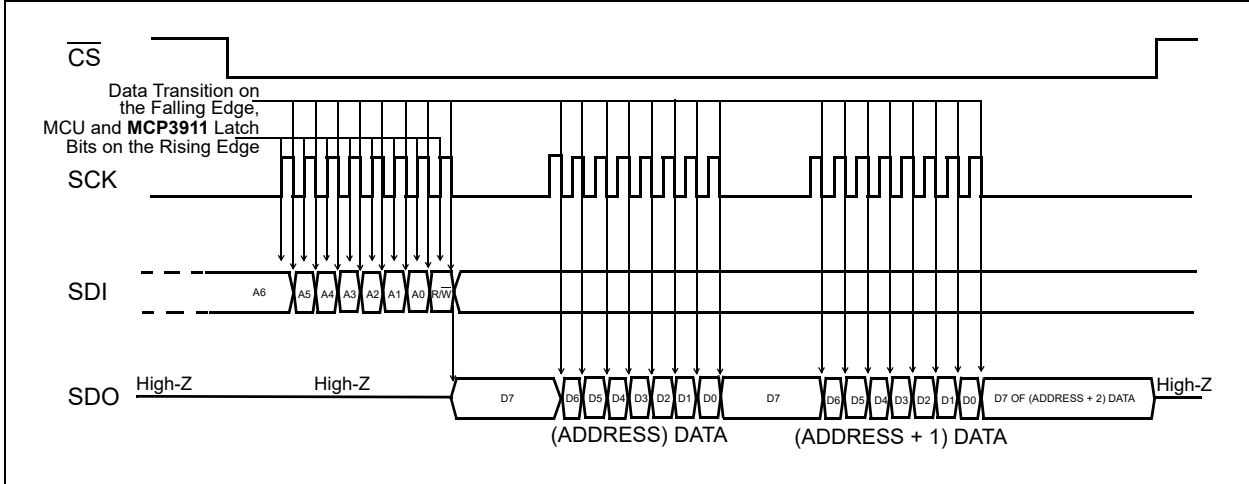 CS
Data Transition on
the Falling Edge,
MCU and MCP3911 Latch
Bits on the Rising Edge
SCK
SDI
A6 A5 A4 A3 A2 A1 A0 R/W
High-Z High-Z High-Z
SDO
D7 D6 D5 D4 D3 D2 D1 D0 D7 D6 D5 D4 D3 D2 D1 D0 D7 OF (ADDRESS + 2) DATA
(ADDRESS) DATA (ADDRESS + 1) DATA